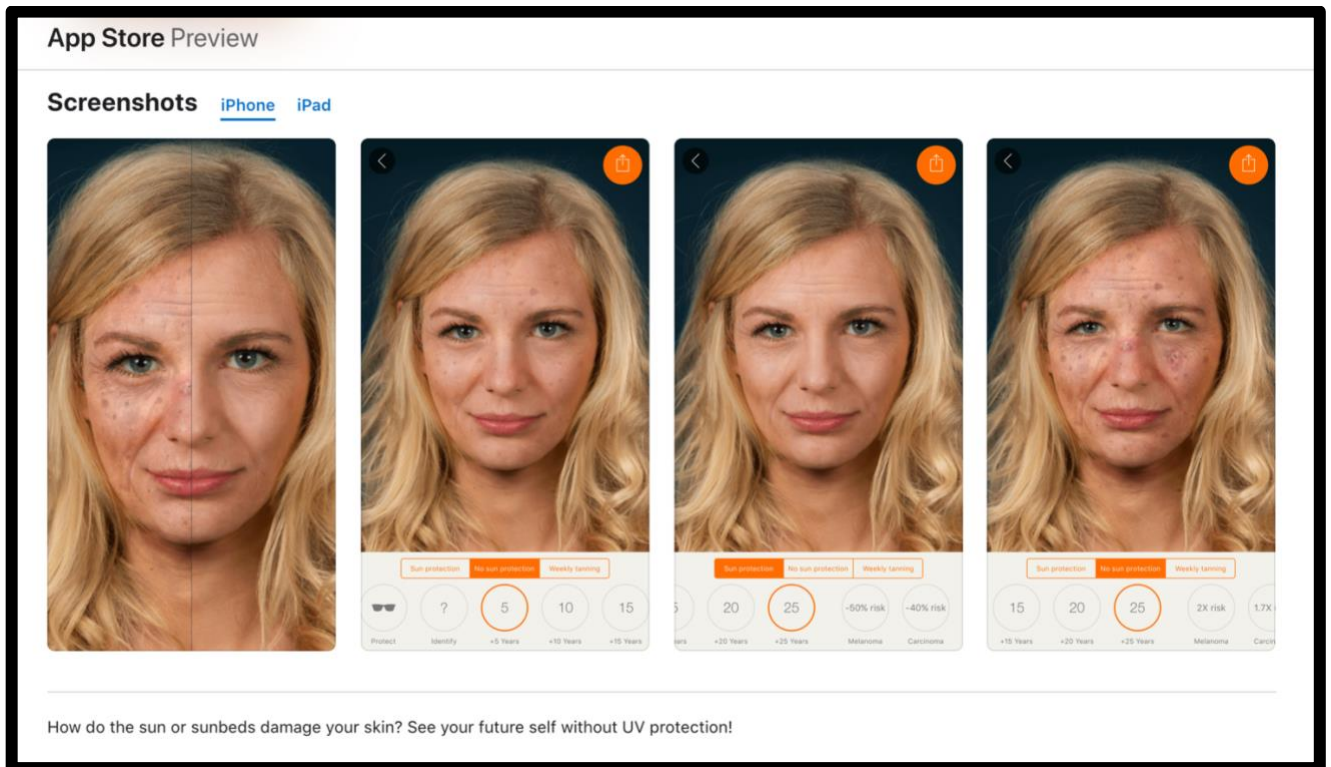 App Store Preview
Screenshots iPhone iPad
Sun protection No sun protection Weekly tanning
? 5 10 15
Protect Identify +5 Years +10 Years +15 Years
Sun protection No sun protection Weekly tanning
20 25 -50% risk -40% risk
+20 Years +25 Years Melanoma Carcinoma
Sun protection No sun protection Weekly tanning
15 20 25 2X risk 1.7X
+15 Years +20 Years +25 Years Melanoma
How do the sun or sunbeds damage your skin? See your future self without UV protection!